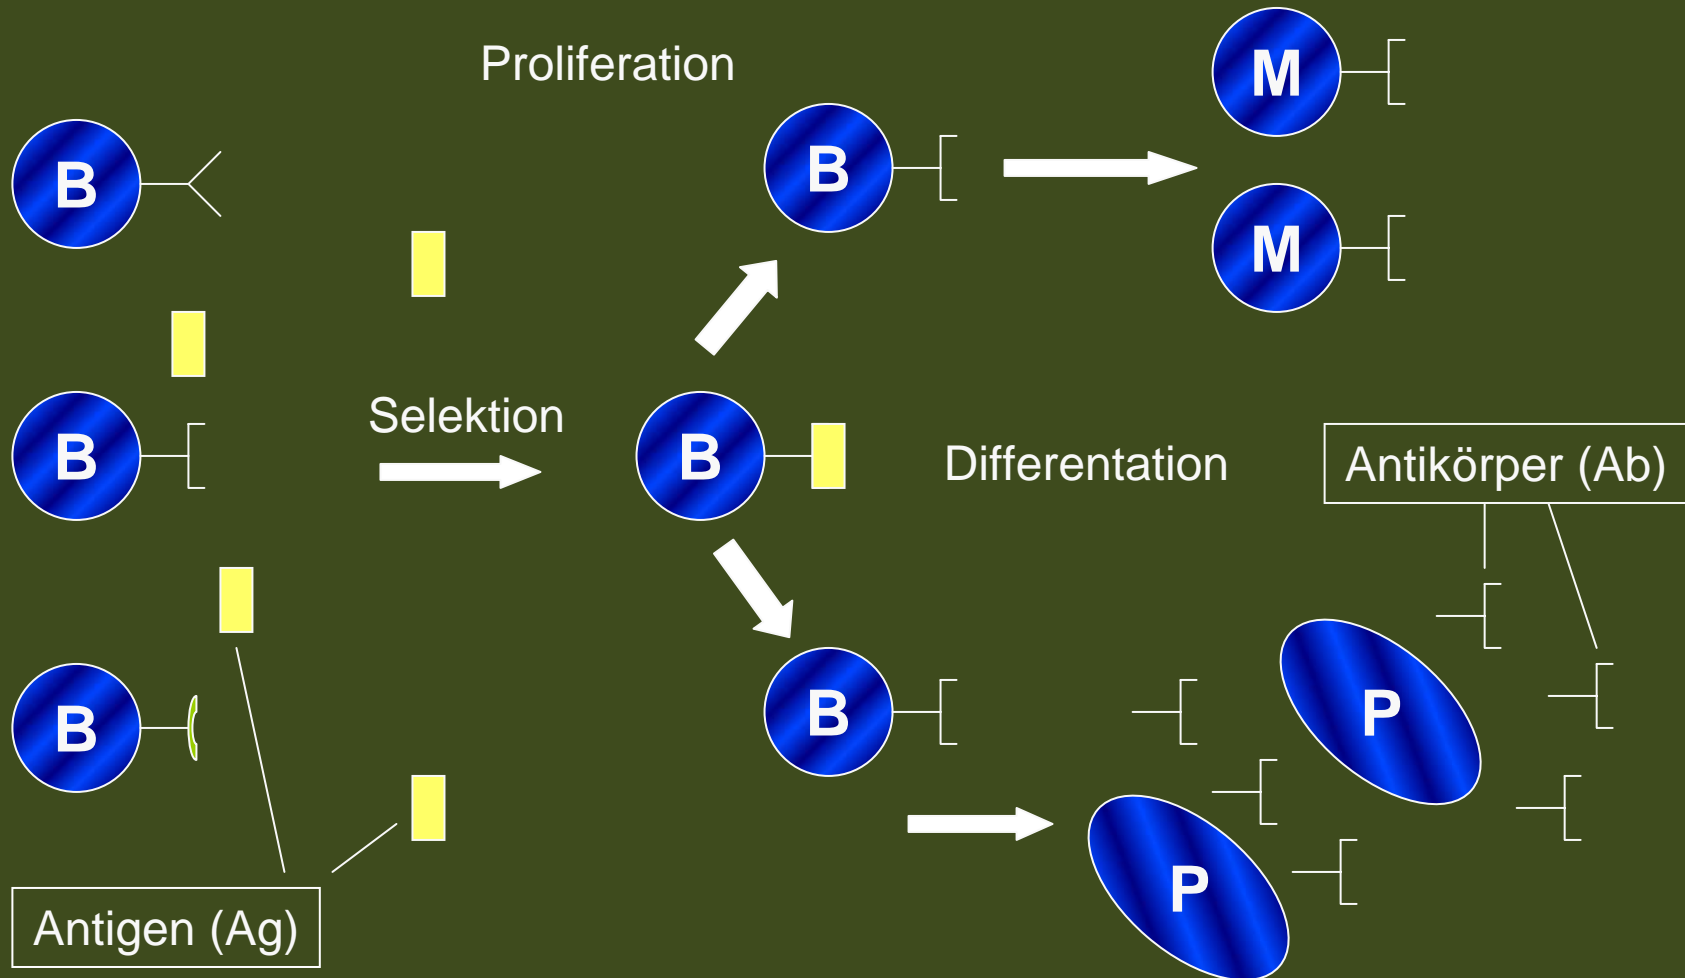 Proliferation
M
B
B
M
Selektion
B
B
Differentation
Antikörper (Ab)
B
B
P
P
Antigen (Ag)